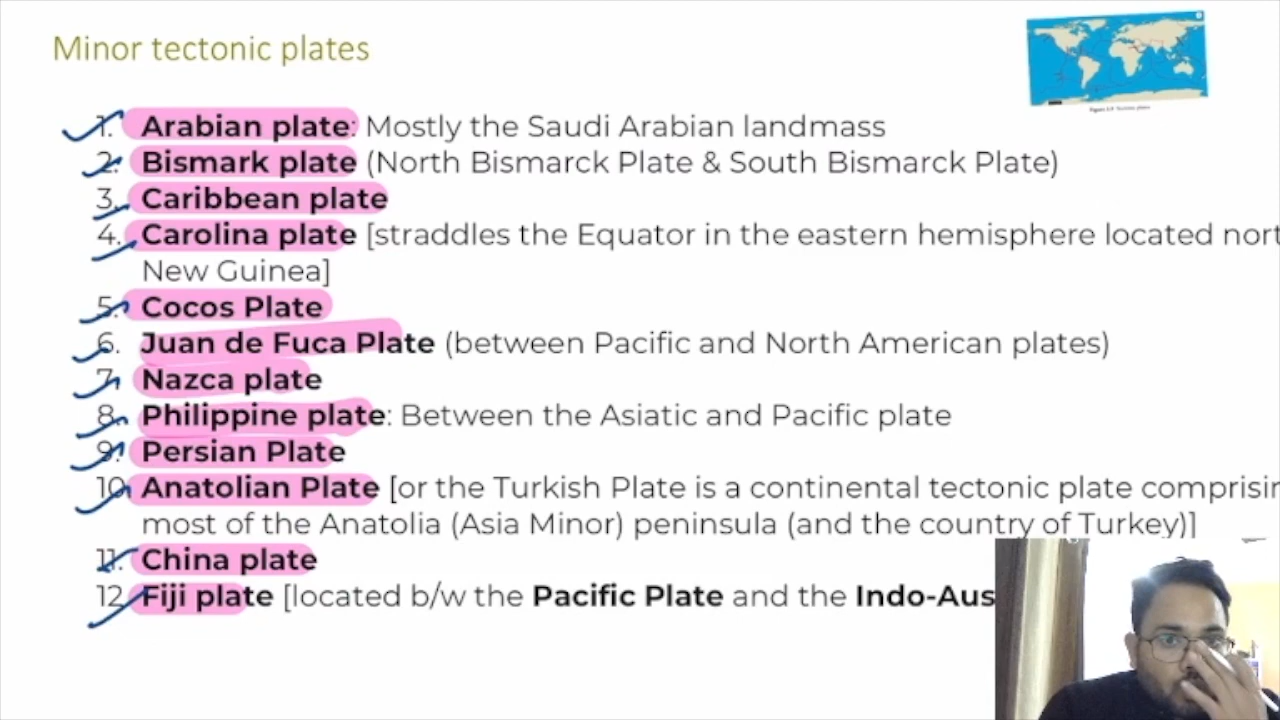 Minor tectonic plates
1. Arabian plate: Mostly the Saudi Arabian landmass
2. Bismark plate (North Bismarck Plate & South Bismarck Plate)
3. Caribbean plate
4. Carolina plate [straddles the Equator in the eastern hemisphere located nort
New Guinea]
5. Cocos Plate
6. Juan de Fuca Plate (between Pacific and North American plates)
7. Nazca plate
8. Philippine plate: Between the Asiatic and Pacific plate
9. Persian Plate
10. Anatolian Plate [or the Turkish Plate is a continental tectonic plate comprisin
most of the Anatolia (Asia Minor) peninsula (and the country of Turkey)]
11. China plate
12. Fiji plate [located b/w the Pacific Plate and the Indo-Aus